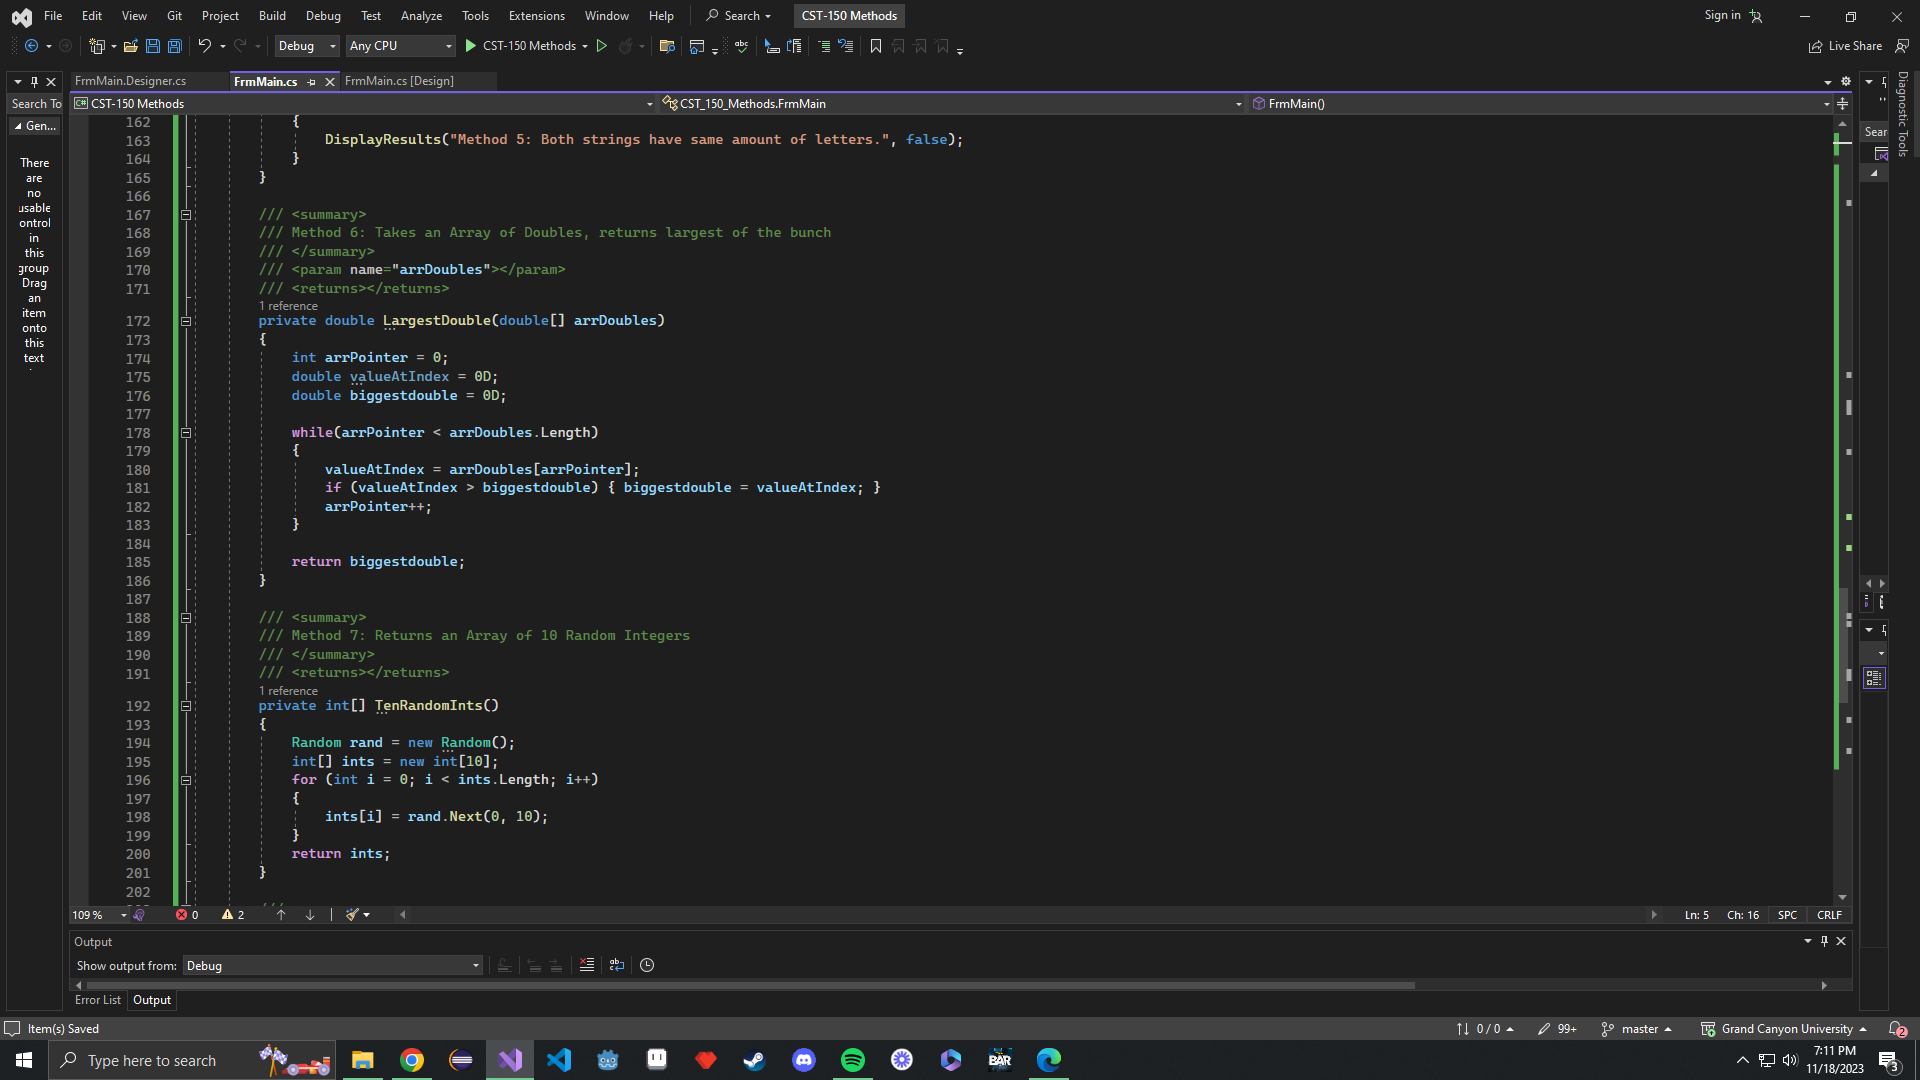 File Edit View Git Project Build Debug Test Analyze Tools Extensions Window Help Search CST-150 Methods Sign in
Debug Any CPU CST-150 Methods Live Share
FrmMain.Designer.cs FrmMain.cs FrmMain.cs [Design]
Search To
Gen...
There
are
no
usable
ontrol
in
this
group
Drag
an
item
onto
this
text
CST-150 Methods CST_150_Methods.FrmMain FrmMain()
162 {
163 DisplayResults("Method 5: Both strings have same amount of letters.", false);
164 }
165 }
166
167 /// <summary>
168 /// Method 6: Takes an Array of Doubles, returns largest of the bunch
169 /// </summary>
170 /// <param name="arrDoubles"></param>
171 /// <returns></returns>
1 reference
172 private double LargestDouble(double[] arrDoubles)
173 {
174 int arrPointer = 0;
175 double valueAtIndex = 0D;
176 double biggestdouble = 0D;
177
178 while(arrPointer < arrDoubles.Length)
179 {
180 valueAtIndex = arrDoubles[arrPointer];
181 if (valueAtIndex > biggestdouble) { biggestdouble = valueAtIndex; }
182 arrPointer++;
183 }
184
185 return biggestdouble;
186 }
187
188 /// <summary>
189 /// Method 7: Returns an Array of 10 Random Integers
190 /// </summary>
191 /// <returns></returns>
1 reference
192 private int[] TenRandomInts()
193 {
194 Random rand = new Random();
195 int[] ints = new int[10];
196 for (int i = 0; i < ints.Length; i++)
197 {
198 ints[i] = rand.Next(0, 10);
199 }
200 return ints;
201 }
202
109 % 0 2 Ln: 5 Ch: 16 SPC CRLF
Sear
Diagnostic Tools
Output
Show output from: Debug
Error List Output
Item(s) Saved 0 / 0 99+ master Grand Canyon University 2
Type here to search BAR 7:11 PM
11/18/2023 3